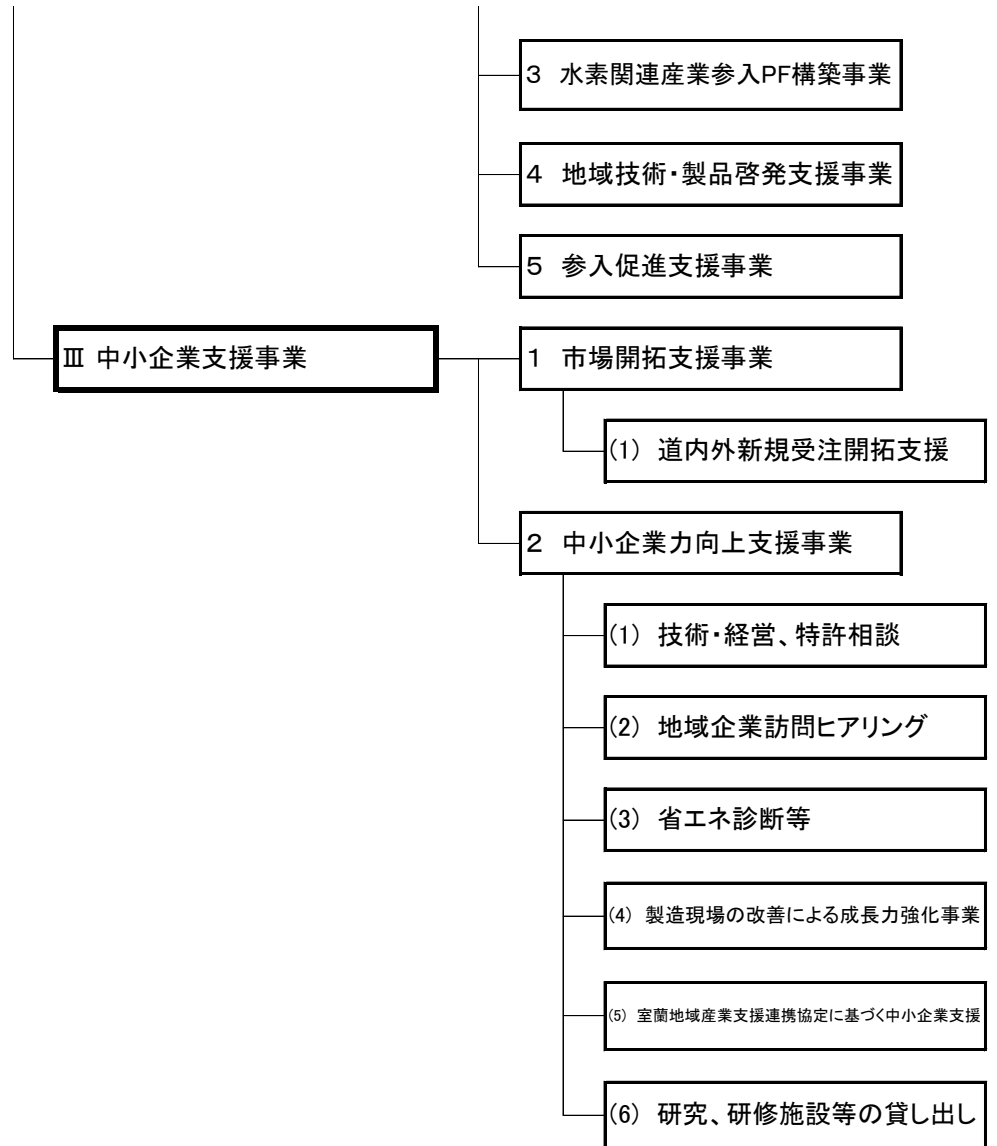 ３ 水素関連産業参入PF構築事業
４ 地域技術・製品啓発支援事業
５ 参入促進支援事業
Ⅲ 中小企業支援事業
１ 市場開拓支援事業
(1) 道内外新規受注開拓支援
２ 中小企業力向上支援事業
(1) 技術・経営、特許相談
(2) 地域企業訪問ヒアリング
(3) 省エネ診断等
(4) 製造現場の改善による成長力強化事業
(5) 室蘭地域産業支援連携協定に基づく中小企業支援
(6) 研究、研修施設等の貸し出し